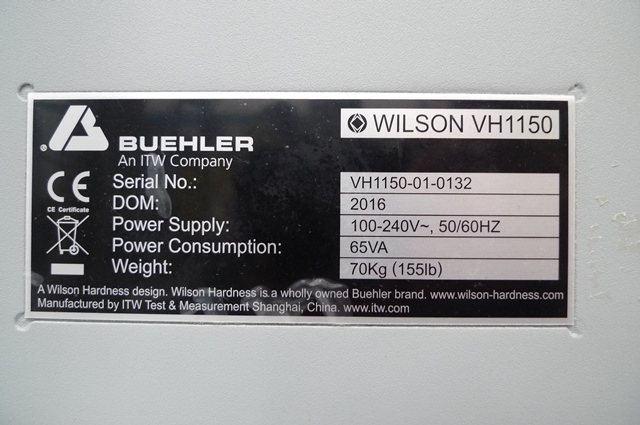 BUEHLER
An ITW Company
WILSON VH1150
CE
CE Certificate
Serial No.: VH1150-01-0132
DOM: 2016
Power Supply: 100-240V~, 50/60HZ
Power Consumption: 65VA
Weight: 70Kg (155lb)
A Wilson Hardness design. Wilson Hardness is a wholly owned Buehler brand. www.wilson-hardness.com
Manufactured by ITW Test & Measurement Shanghai, China. www.itw.com